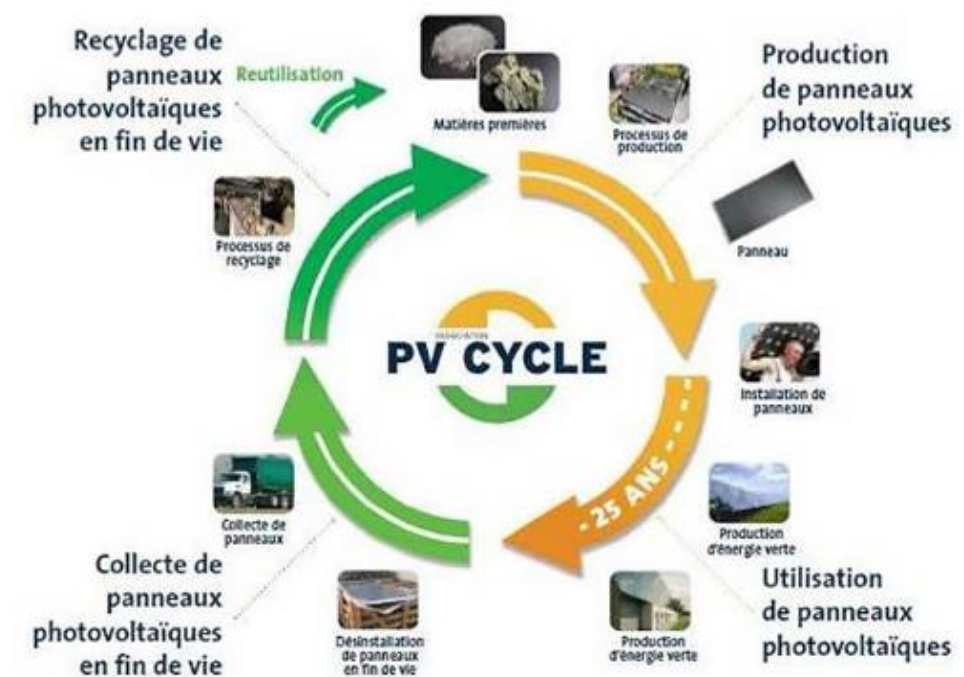 Recyclage de
panneaux
photovoltaïques
en fin de vie
Reutilisation
Matières premières
Processus de
production
Production
de panneaux
photovoltaïques
Panneau
Processus de
recyclage
PV CYCLE
Installation de
panneaux
- 25 ANS - - - -
Production
d'énergie verte
Collecte de
panneaux
Collecte de
panneaux
photovoltaïques
en fin de vie
Désinstallation
de panneaux
en fin de vie
Production
d'énergie verte
Utilisation
de panneaux
photovoltaïques